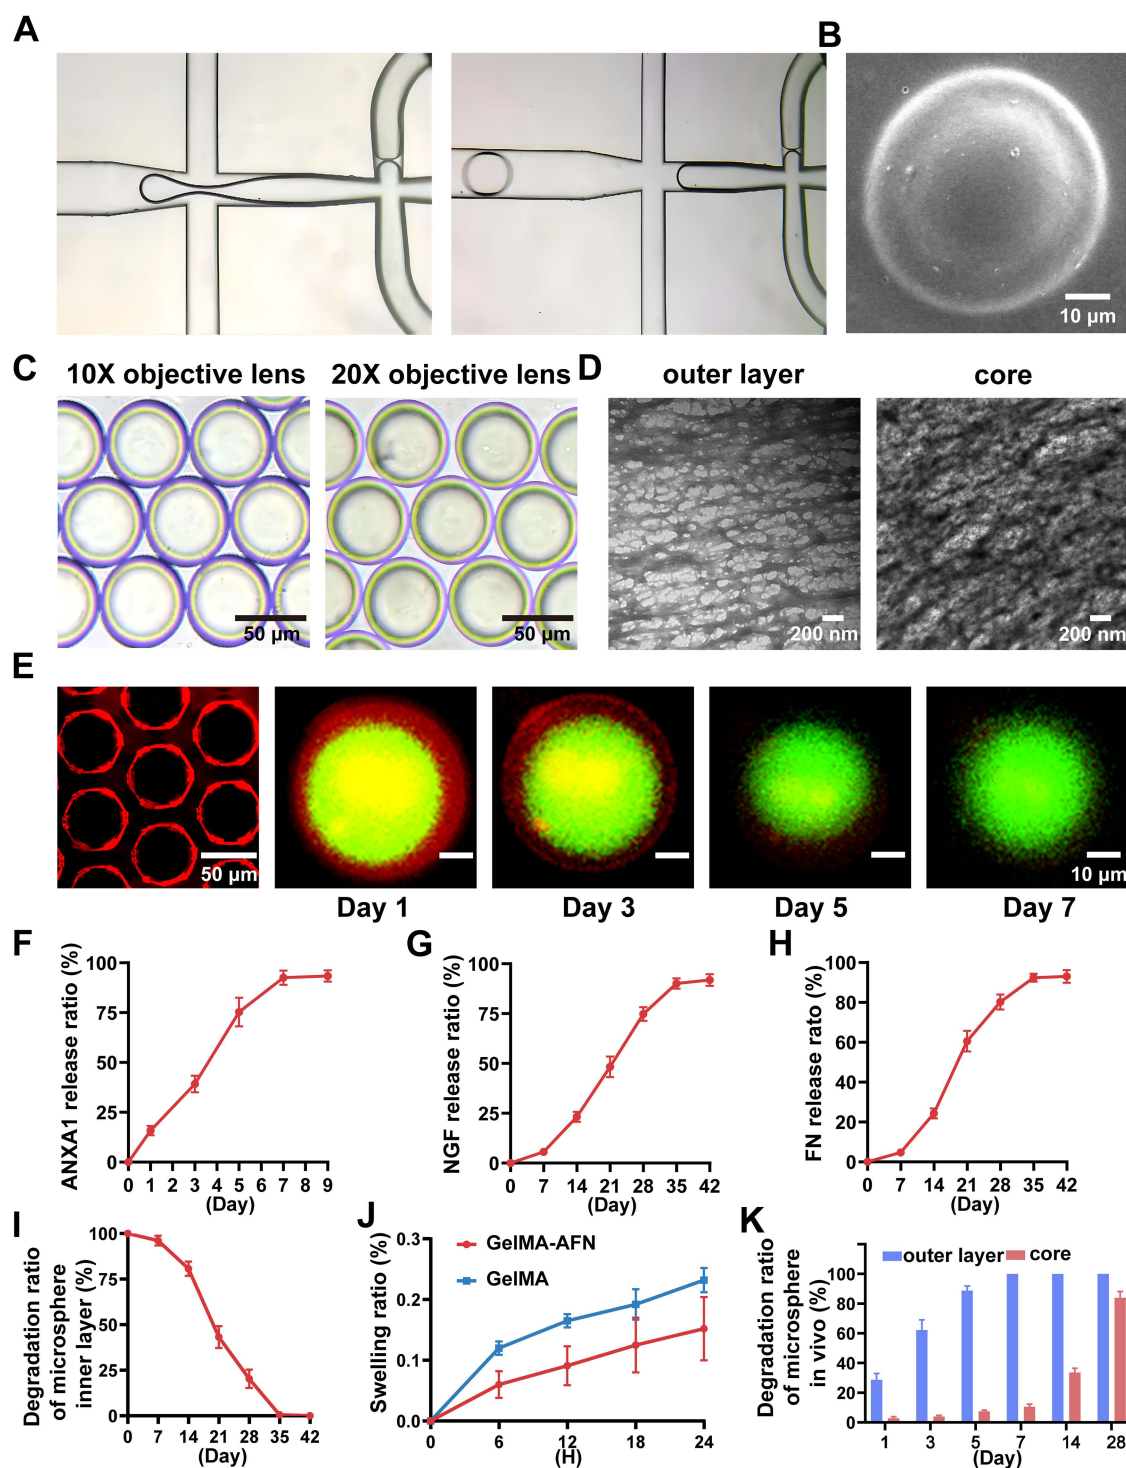 A
B
10 µm
C
10X objective lens
20X objective lens
50 µm
50 µm
D
outer layer
core
200 nm
200 nm
E
50 µm
10 µm
Day 1
Day 3
Day 5
Day 7
F
ANXA1 release ratio (%)
100
75
50
25
0
0 1 2 3 4 5 6 7 8 9
(Day)
G
NGF release ratio (%)
100
75
50
25
0
0 7 14 21 28 35 42
(Day)
H
FN release rato (%)
100
80
60
40
20
0
0 7 14 21 28 35 42
(Day)
I
Degradation ratio
of microsphere
inner layer (%)
100
75
50
25
0
0 7 14 21 28 35 42
(Day)
J
Swelling ratio (%)
0.3
0.2
0.1
0.0
GelMA-AFN
GelMA
0 6 12 18 24
(H)
K
Degradation ratio
of microsphere
in vivo (%)
outer layer
core
100
80
60
40
20
0
1 3 5 7 14 28
(Day)